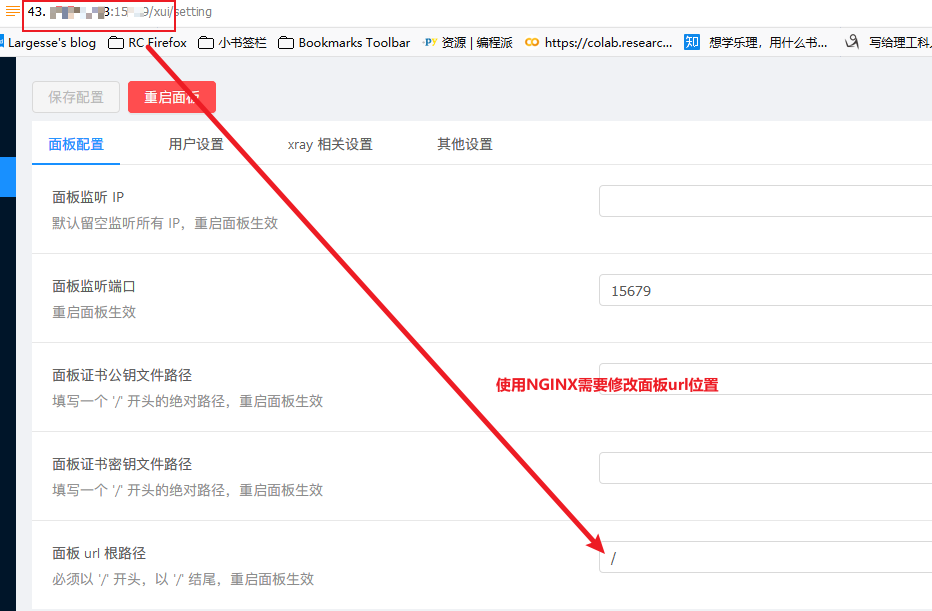 43. 3:15 9/xui/setting
Largesse's blog RC Firefox 小书签栏 Bookmarks Toolbar 资源 | 编程派 https://colab.researc... 知 想学乐理，用什么书... 写给理工科人
保存配置 重启面板
面板配置 用户设置 xray 相关设置 其他设置
面板监听 IP
默认留空监听所有 IP，重启面板生效
面板监听端口
15679
重启面板生效
面板证书公钥文件路径
使用NGINX需要修改面板url位置
填写一个 '/' 开头的绝对路径，重启面板生效
面板证书密钥文件路径
填写一个 '/' 开头的绝对路径，重启面板生效
面板 url 根路径
/
必须以 '/' 开头，以 '/' 结尾，重启面板生效